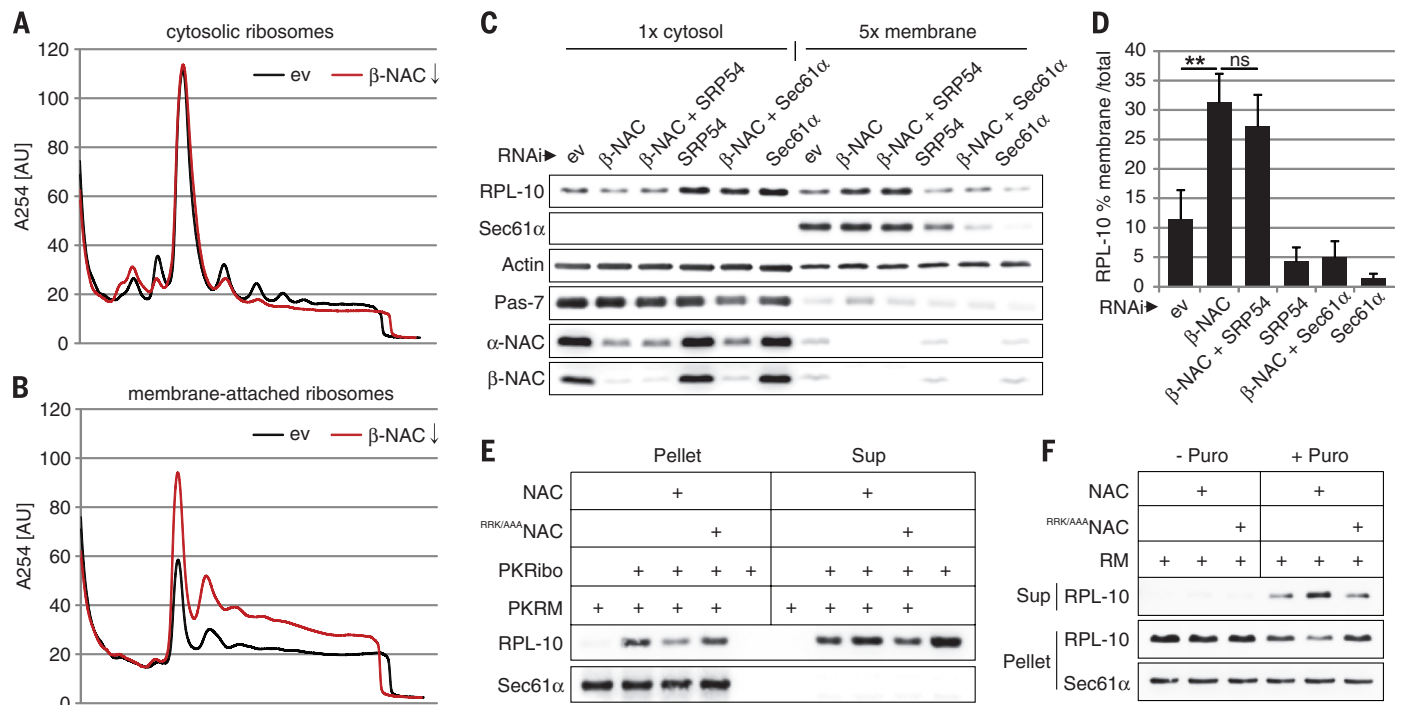 A
cytosolic ribosomes
ev β-NAC↓
A254 [AU]
120
100
80
60
40
20
0
B
membrane-attached ribosomes
ev β-NAC↓
A254 [AU]
120
100
80
60
40
20
0
C
1x cytosol 5x membrane
RNAi ev β-NAC β-NAC + SRP54 SRP54 β-NAC + Sec61α Sec61α ev β-NAC β-NAC + SRP54 SRP54 β-NAC + Sec61α Sec61α
RPL-10
Sec61α
Actin
Pas-7
α-NAC
β-NAC
D
RPL-10 % membrane /total
40
35
30
25
20
15
10
5
0
** ns
RNAi ev β-NAC β-NAC + SRP54 SRP54 β-NAC + Sec61α Sec61α
E
Pellet Sup
NAC + +
RRK/AAANAC + +
PKRibo + + + + + + + +
PKRM + + + + + + + +
RPL-10
Sec61α
F
- Puro + Puro
NAC + +
RRK/AAANAC + +
RM + + + + + +
Sup RPL-10
Pellet RPL-10
Sec61α